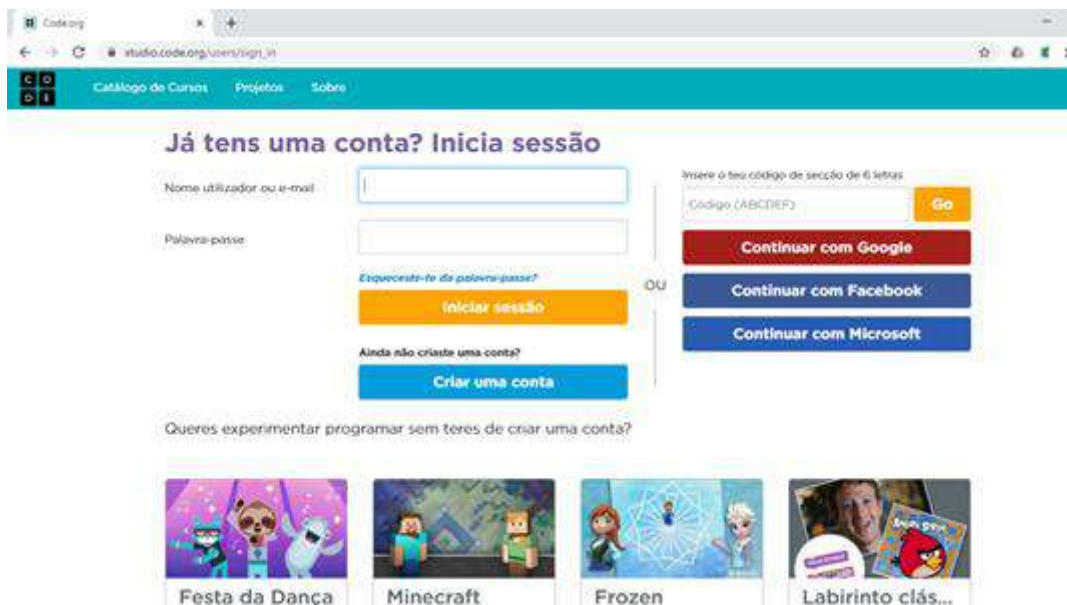 Code.org
studio.code.org/users/sign_in
CODE
Catálogo de Cursos Projetos Sobre
Já tens uma conta? Inicia sessão
Nome utilizador ou e-mail
Palavra-passe
Esqueceste-te da palavra-passe?
Iniciar sessão
Ainda não criaste uma conta?
Criar uma conta
OU
Insere o teu código de secção de 6 letras
Código (ABCDEF)
Go
Continuar com Google
Continuar com Facebook
Continuar com Microsoft
Queres experimentar programar sem teres de criar uma conta?
ANGRY BIRDS
Festa da Dança
Minecraft
Frozen
Labirinto clás...